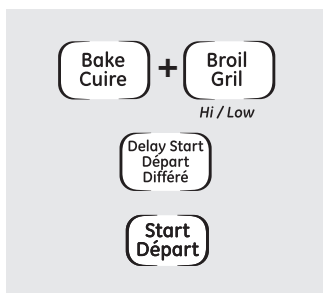 Bake + Broil
Cuire Gril
Hi / Low
Delay Start
Départ
Différé
Start
Départ